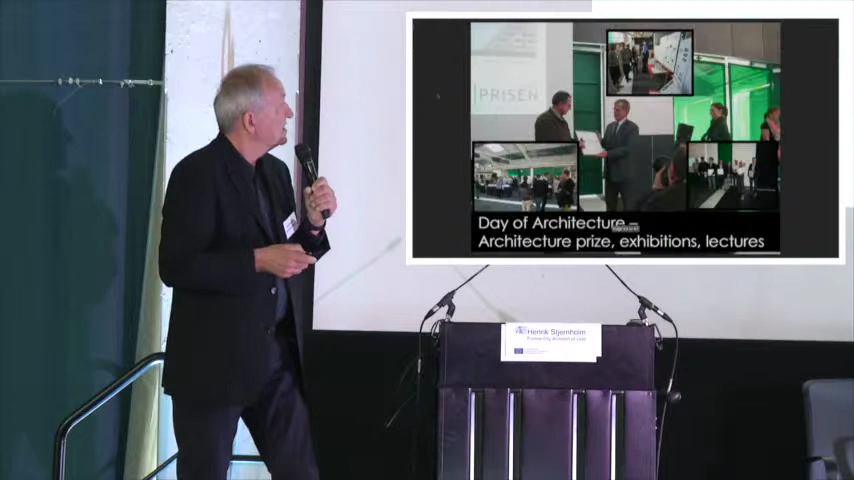 PRISEN
Day of Architecture –
Architecture prize, exhibitions, lectures
Henrik Stjernholm